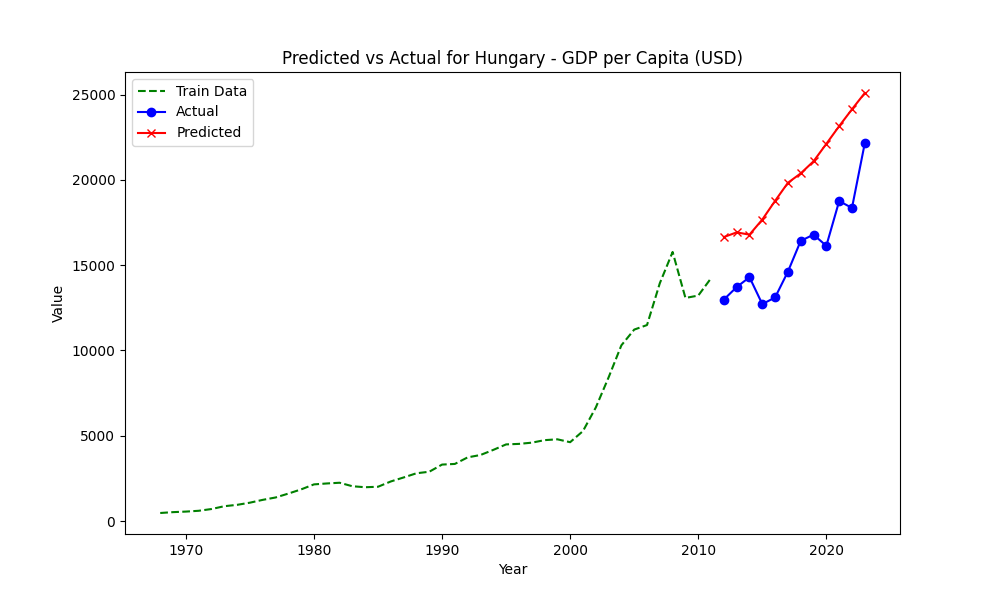 Predicted vs Actual for Hungary - GDP per Capita (USD)
Train Data
Actual
Predicted
25000
20000
15000
10000
5000
0
Value
1970 1980 1990 2000 2010 2020
Year